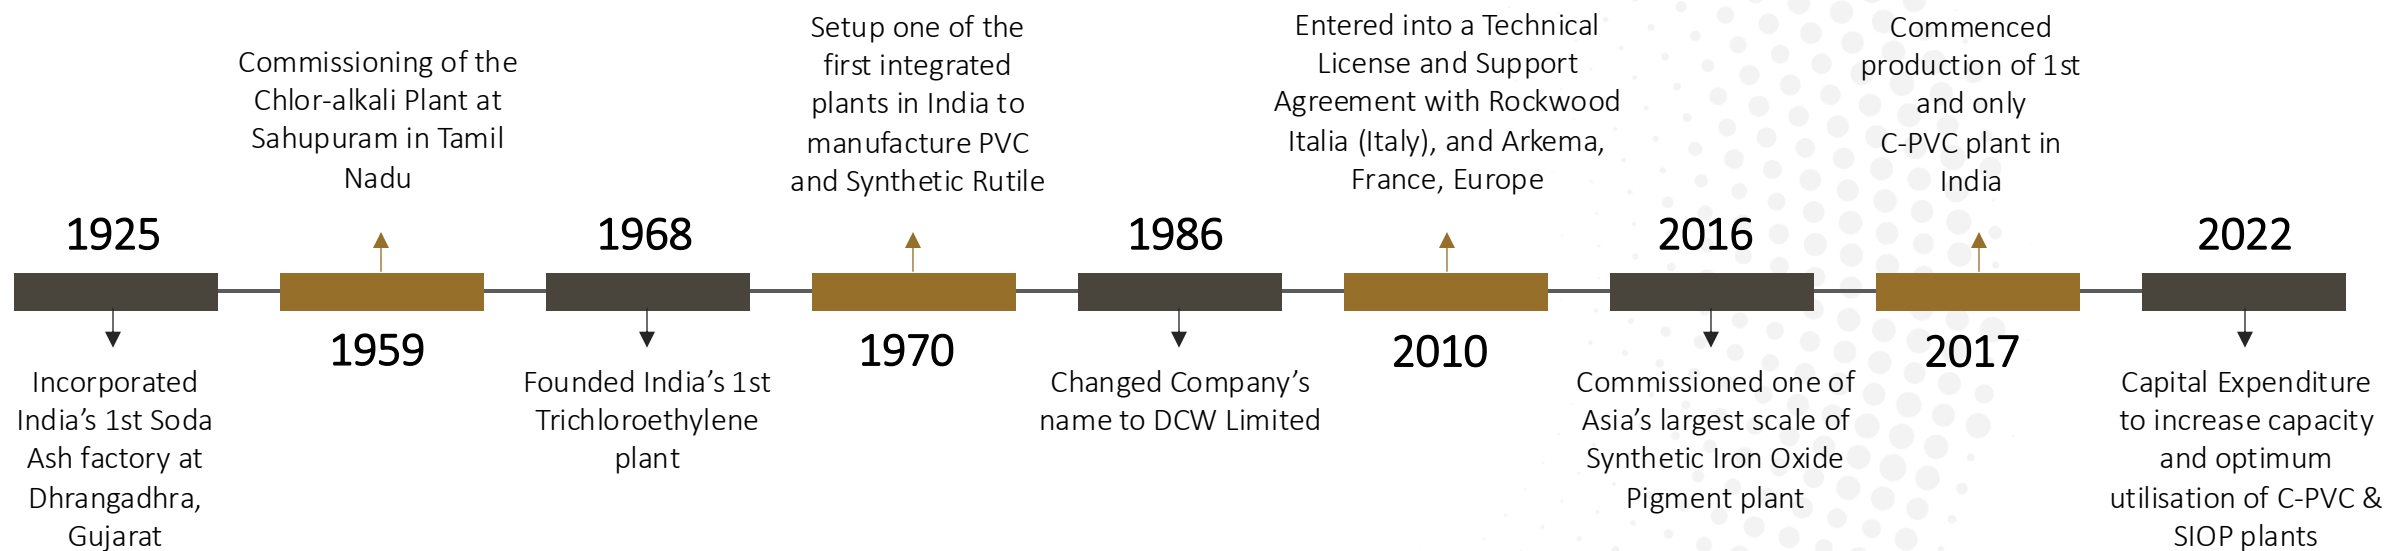 1925
Incorporated
India's 1st Soda
Ash factory at
Dhrangadhra,
Gujarat
Commissioning of the
Chlor-alkali Plant at
Sahupuram in Tamil
Nadu
1959
1968
Founded India's 1st
Trichloroethylene
plant
Setup one of the
first integrated
plants in India to
manufacture PVC
and Synthetic Rutile
1970
1986
Changed Company's
name to DCW Limited
Entered into a Technical
License and Support
Agreement with Rockwood
Italia (Italy), and Arkema,
France, Europe
2010
2016
Commissioned one of
Asia's largest scale of
Synthetic Iron Oxide
Pigment plant
Commenced
production of 1st
and only
C-PVC plant in
India
2017
2022
Capital Expenditure
to increase capacity
and optimum
utilisation of C-PVC &
SIOP plants